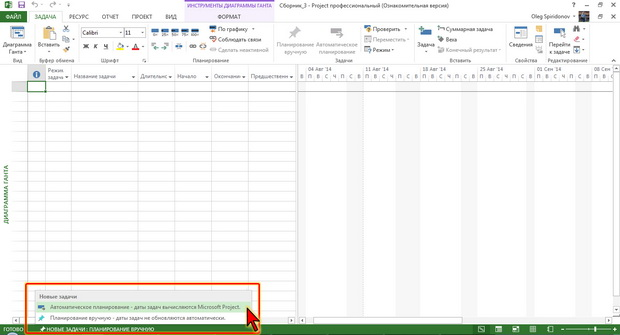 ИНСТРУМЕНТЫ ДИАГРАММЫ ГАНТА
Сборник_3 - Project профессиональный (Ознакомительная версия)
ФАЙЛ ЗАДАЧА РЕСУРС ОТЧЕТ ПРОЕКТ ВИД ФОРМАТ
Oleg Spiridonov
Диаграмма Ганта
Вставить
Calibri 11
Ж К Ч
По графику
Соблюдать связи
Сделать неактивной
Планирование вручную
Автоматическое планирование
Проверить
Переместить
Режим
Задача
Суммарная задача
Веха
Конечный результат
Сведения
Перейти к задаче
Вид Буфер обмена Шрифт Планирование Задачи Вставить Свойства Редактирование
Режим задачи Название задачи Длительнос Начало Окончание Предшественн
04 Авг '14 11 Авг '14 18 Авг '14 25 Авг '14 01 Сен '14 08 Сен
ДИАГРАММА ГАНТА
Новые задачи
Автоматическое планирование - даты задач вычисляются Microsoft Project.
Планирование вручную - даты задач не обновляются автоматически.
ГОТОВО НОВЫЕ ЗАДАЧИ : ПЛАНИРОВАНИЕ ВРУЧНУЮ